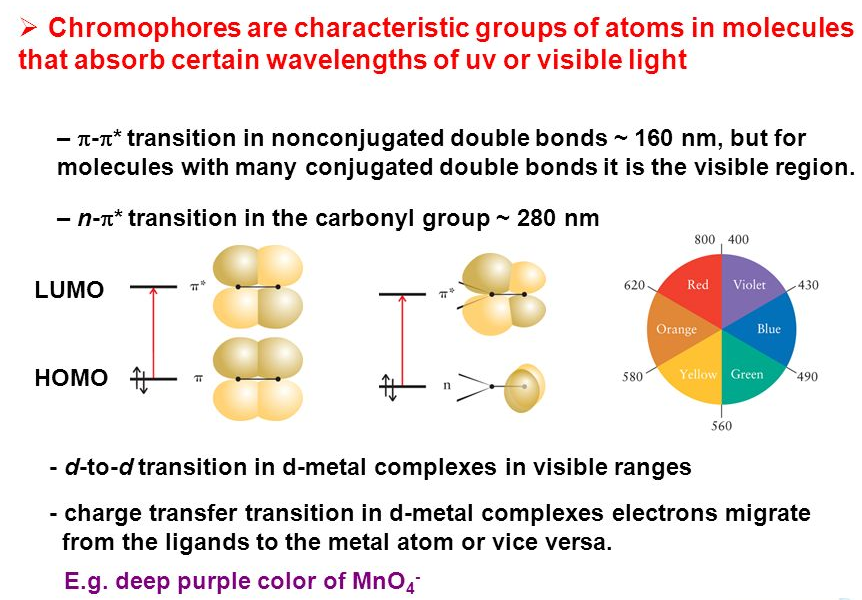 ➢ Chromophores are characteristic groups of atoms in molecules
that absorb certain wavelengths of uv or visible light
– π-π* transition in nonconjugated double bonds ~ 160 nm, but for
molecules with many conjugated double bonds it is the visible region.
– n-π* transition in the carbonyl group ~ 280 nm
800 400
LUMO
π*
π*
620
Red
Violet
430
Orange
Blue
HOMO
π
n
580
Yellow
Green
490
560
- d-to-d transition in d-metal complexes in visible ranges
- charge transfer transition in d-metal complexes electrons migrate
from the ligands to the metal atom or vice versa.
E.g. deep purple color of MnO₄⁻